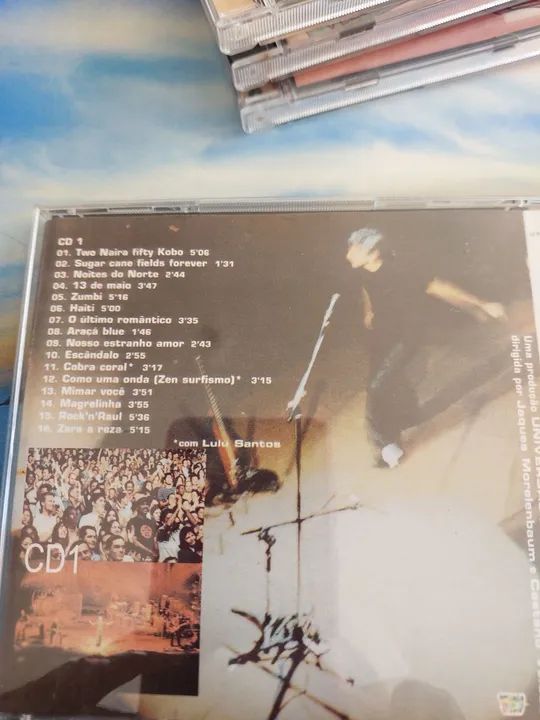 CD 1
01. Two Naira fifty Kobo 5'06
02. Sugar cane fields forever 1'31
03. Noites do Norte 2'44
04. 13 de maio 3'47
05. Zumbi 5'16
06. Haiti 5'00
07. O último romântico 3'35
08. Araçá blue 1'46
09. Nosso estranho amor 2'43
10. Escândalo 2'55
11. Cobra coral* 3'17
12. Como uma onda (Zen surfismo)* 3'15
13. Mimar você 3'51
14. Magrelinha 3'55
15. Rock'n'Raul 5'36
16. Zera a reza 5'15
*com Lulu Santos
CD1
Uma produção
dirigida por Jaques Morelenbaum e